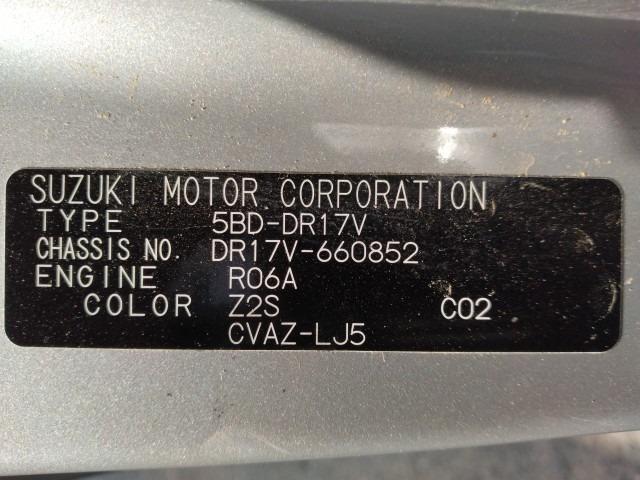 SUZUKI MOTOR CORPORATION
TYPE 5BD-DR17V
CHASSIS NO. DR17V-660852
ENGINE R06A
COLOR Z2S C02
CVAZ-LJ5